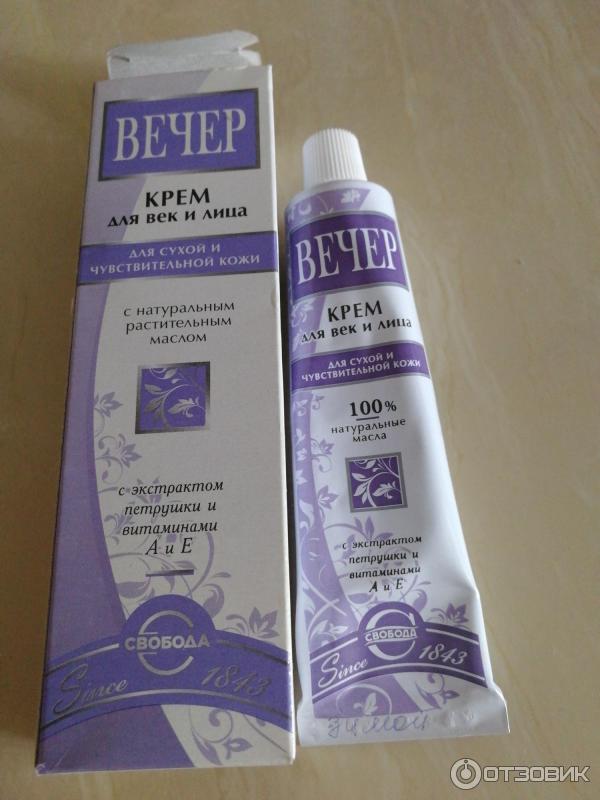 ВЕЧЕР
КРЕМ
для век и лица
для сухой и
чувствительной кожи
с натуральным
растительным
маслом
с экстрактом
петрушки и
витаминами
А и Е
СВОБОДА
Since 1843
ВЕЧЕР
КРЕМ
для век и лица
для сухой и
чувствительной кожи
100%
натуральные
масла
с экстрактом
петрушки и
витаминами
А и Е
СВОБОДА
Since 1843
ОТЗОВИК